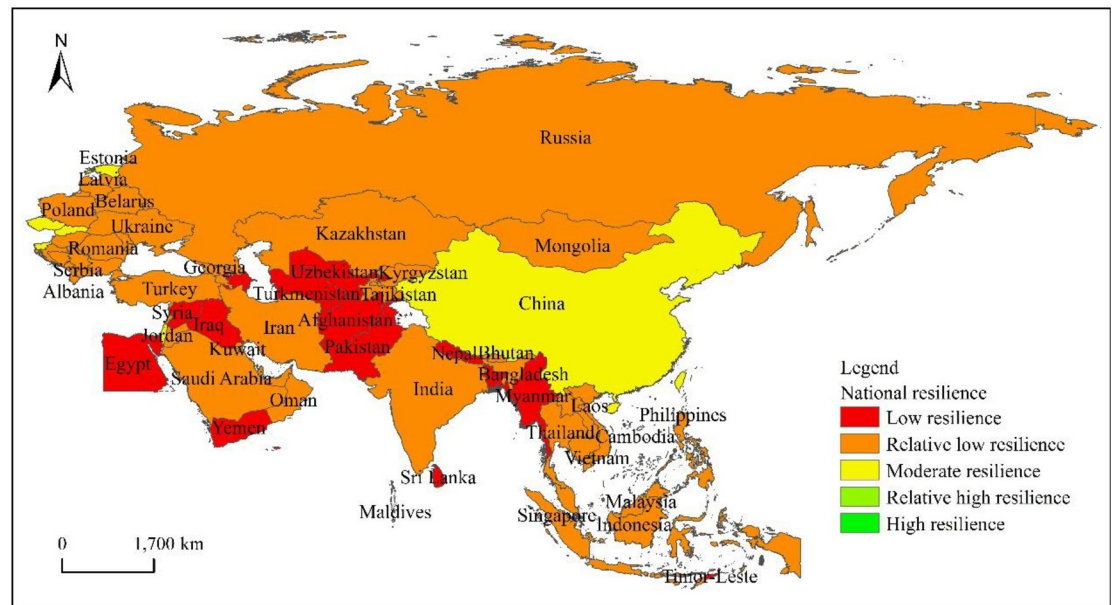 N
Russia
Estonia
Latvia
Belarus
Poland
Ukraine
Romania
Serbia
Albania
Georgia
Turkey
Kazakhstan
Mongolia
Uzbekistan
Kyrgyzstan
Turkmenistan
Tajikistan
China
Syria
Iraq
Iran
Afghanistan
Jordan
Kuwait
Pakistan
Egypt
Saudi Arabia
Nepal
Bhutan
Bangladesh
India
Myanmar
Oman
Yemen
Laos
Philippines
Thailand
Cambodia
Vietnam
Sri Lanka
Maldives
Malaysia
Singapore
Indonesia
Timor-Leste
0 1,700 km
Legend
National resilience
Low resilience
Relative low resilience
Moderate resilience
Relative high resilience
High resilience